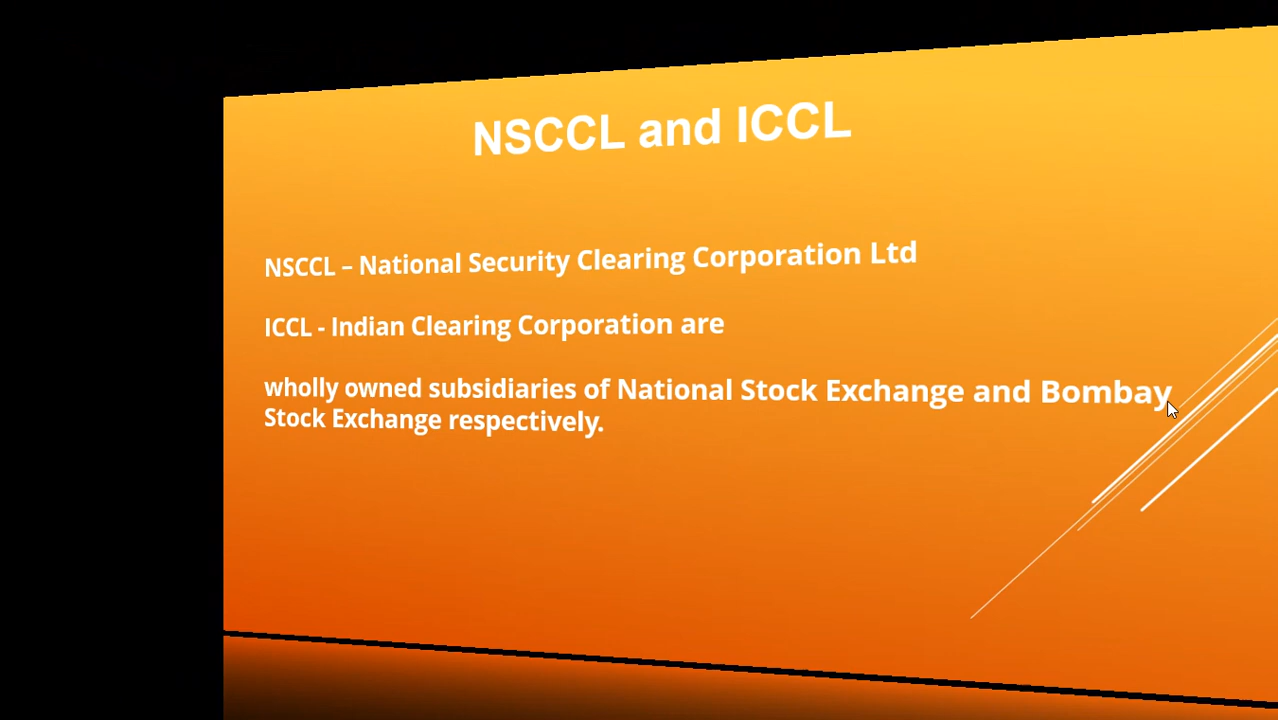 NSCCL and ICCL
NSCCL – National Security Clearing Corporation Ltd
ICCL - Indian Clearing Corporation are
wholly owned subsidiaries of National Stock Exchange and Bombay
Stock Exchange respectively.